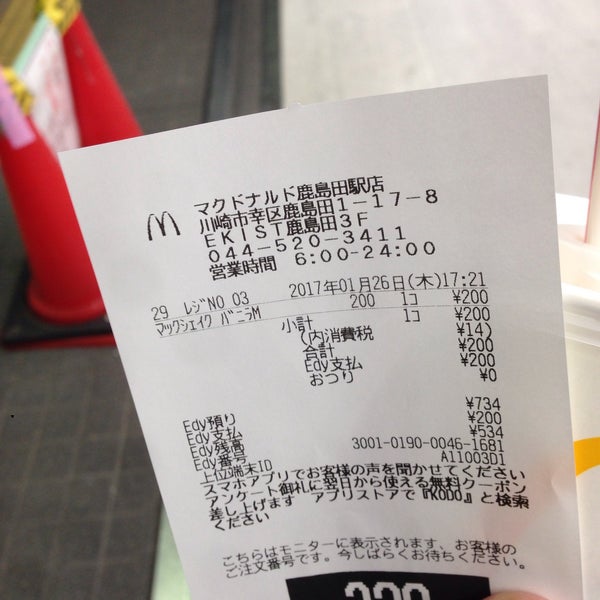 マクドナルド鹿島田駅店
川崎市幸区鹿島田1-17-8
EKIST鹿島田3F
044-520-3411
営業時間 6:00-24:00
29 レジNO 03 2017年01月26日(木)17:21
マックシェイク バニラM 200 1コ ¥200
小計 1コ ¥200
(内消費税 ¥14)
合計 ¥200
Edy支払 ¥200
おつり ¥0
Edy預り ¥734
Edy支払 ¥200
Edy残高 ¥534
Edy番号 3001-0190-0046-1681
上位端末ID A11003D1
スマホアプリでお客様の声を聞かせてください
アンケート御礼に翌日から使える無料クーポン
差し上げます アプリストアで『KODO』と検索
ください
こちらはモニターに表示されます、お客様の
ご注文番号です。今しばらくお待ちください。